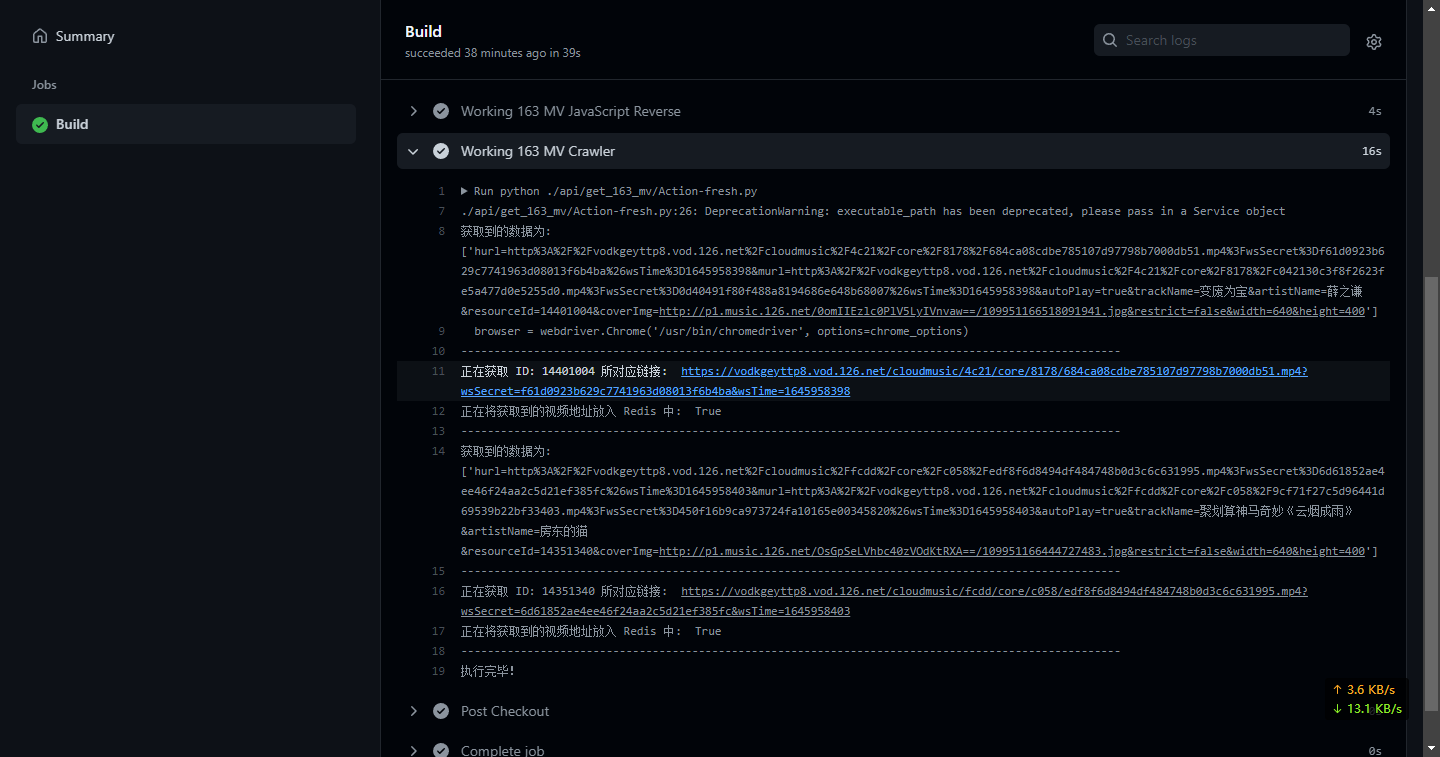 Summary
Jobs
Build
Build
succeeded 38 minutes ago in 39s
Search logs
Working 163 MV JavaScript Reverse 4s
Working 163 MV Crawler 16s
1 Run python ./api/get_163_mv/Action-fresh.py
7 ./api/get_163_mv/Action-fresh.py:26: DeprecationWarning: executable_path has been deprecated, please pass in a Service object
8 获取到的数据为:
['hurl=http%3A%2F%2Fvodkgeyttp8.vod.126.net%2Fcloudmusic%2F4c21%2Fcore%2F8178%2F684ca08cdbe785107d97798b7000db51.mp4%3FwsSecret%3Df61d0923b6
29c7741963d08013f6b4ba%26wsTime%3D1645958398&murl=http%3A%2F%2Fvodkgeyttp8.vod.126.net%2Fcloudmusic%2F4c21%2Fcore%2F8178%2Fc042130c3f8f2623f
e5a477d0e5255d0.mp4%3FwsSecret%3D0d40491f80f488a8194686e648b68007%26wsTime%3D1645958398&autoPlay=true&trackName=变废为宝&artistName=薛之谦
&resourceId=14401004&coverImg=http://p1.music.126.net/0omIIEzlc0PlV5LyIVnvaw==/109951166518091941.jpg&restrict=false&width=640&height=400']
9 browser = webdriver.Chrome('/usr/bin/chromedriver', options=chrome_options)
10 ----------------------------------------------------------------------------------------------------
11 正在获取 ID: 14401004 所对应链接: https://vodkgeyttp8.vod.126.net/cloudmusic/4c21/core/8178/684ca08cdbe785107d97798b7000db51.mp4?
wsSecret=f61d0923b629c7741963d08013f6b4ba&wsTime=1645958398
12 正在将获取到的视频地址放入 Redis 中: True
13 ----------------------------------------------------------------------------------------------------
14 获取到的数据为:
['hurl=http%3A%2F%2Fvodkgeyttp8.vod.126.net%2Fcloudmusic%2Ffcdd%2Fcore%2Fc058%2Fedf8f6d8494df484748b0d3c6c631995.mp4%3FwsSecret%3D6d61852ae4
ee46f24aa2c5d21ef385fc%26wsTime%3D1645958403&murl=http%3A%2F%2Fvodkgeyttp8.vod.126.net%2Fcloudmusic%2Ffcdd%2Fcore%2Fc058%2F9cf71f27c5d96441d
69539b22bf33403.mp4%3FwsSecret%3D450f16b9ca973724fa10165e00345820%26wsTime%3D1645958403&autoPlay=true&trackName=聚划算神马奇妙《云烟成雨》
&artistName=房东的猫
&resourceId=14351340&coverImg=http://p1.music.126.net/OsGpSeLVhbc40zVOdKtRXA==/109951166444727483.jpg&restrict=false&width=640&height=400']
15 ----------------------------------------------------------------------------------------------------
16 正在获取 ID: 14351340 所对应链接: https://vodkgeyttp8.vod.126.net/cloudmusic/fcdd/core/c058/edf8f6d8494df484748b0d3c6c631995.mp4?
wsSecret=6d61852ae4ee46f24aa2c5d21ef385fc&wsTime=1645958403
17 正在将获取到的视频地址放入 Redis 中: True
18 ----------------------------------------------------------------------------------------------------
19 执行完毕!
↑ 3.6 KB/s
↓ 13.1 KB/s
Post Checkout
Complete job 0s